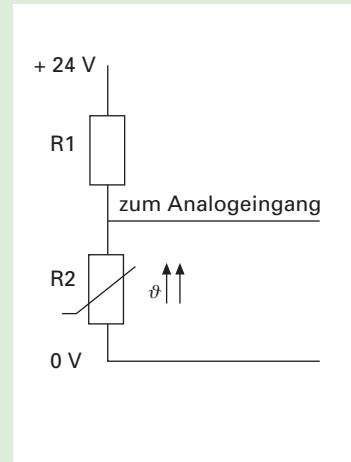 + 24 V
R1
zum Analogeingang
R2
ϑ
0 V